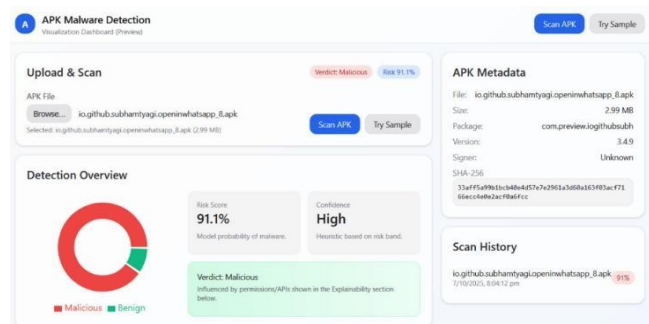 A
APK Malware Detection
Visualization Dashboard (Preview)
Scan APK
Try Sample
Upload & Scan
Verdict: Malicious
Risk 91.1%
APK File
Browse... io.github.subhamtyagi.openinwhatsapp_8.apk
Selected: io.github.subhamtyagi.openinwhatsapp_8.apk (2.99 MB)
Scan APK
Try Sample
Detection Overview
Risk Score
91.1%
Model probability of malware.
Confidence
High
Heuristic based on risk band.
Verdict: Malicious
Influenced by permissions/APIs shown in the Explainability section
below.
Malicious
Benign
APK Metadata
File: io.github.subhamtyagi.openinwhatsapp_8.apk
Size: 2.99 MB
Package: com.preview.iogithubsubh
Version: 3.4.9
Signer: Unknown
SHA-256
Scan History
io.github.subhamtyagi.openinwhatsapp_8.apk 91%
7/10/2025, 8:04:12 pm